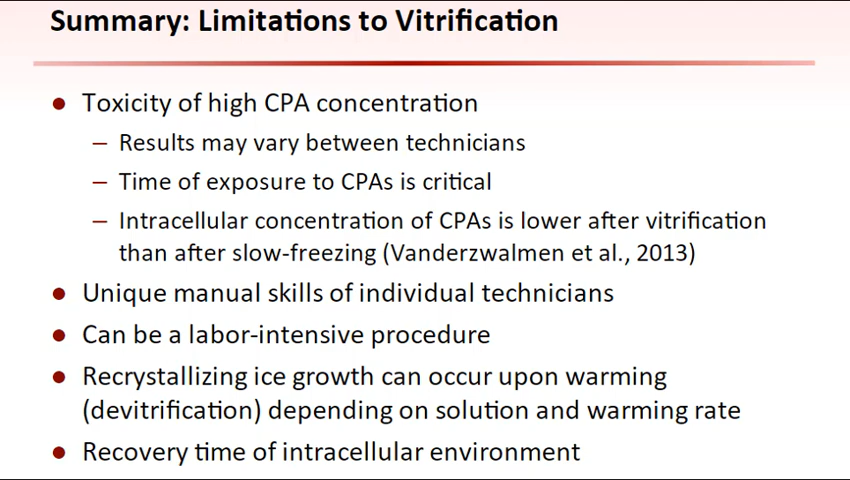 Summary: Limitations to Vitrification
● Toxicity of high CPA concentration
– Results may vary between technicians
– Time of exposure to CPAs is critical
– Intracellular concentration of CPAs is lower after vitrification
than after slow-freezing (Vanderzwalmen et al., 2013)
● Unique manual skills of individual technicians
● Can be a labor-intensive procedure
● Recrystallizing ice growth can occur upon warming
(devitrification) depending on solution and warming rate
● Recovery time of intracellular environment